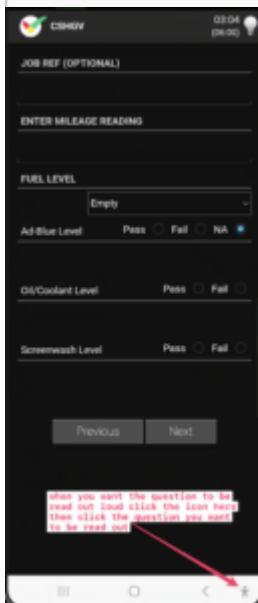 CSHGV
03:04
(06:00)
JOB REF (OPTIONAL)
ENTER MILEAGE READING
FUEL LEVEL
Empty
Ad-Blue Level Pass Fail NA
Oil/Coolant Level Pass Fail
Screenwash Level Pass Fail
Previous Next
when you want the question to be
read out loud click the icon here
then click the question you want
to be read out